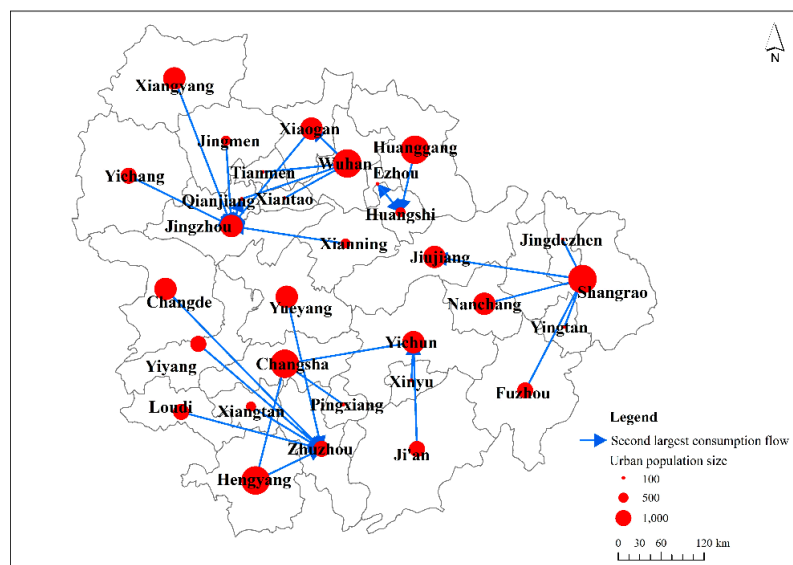 N
Xiangyang
Xiaogan
Jingmen
Huanggang
Wuhan
Tianmen
Ezhou
Yichang
Qianjiang
Xiantao
Huangshi
Jingzhou
Xianning
Jingdezhen
Jiujiang
Shangrao
Changde
Nanchang
Yueyang
Yingtan
Yichun
Yiyang
Changsha
Xinyu
Fuzhou
Loudi
Xiangtan
Pingxiang
Legend
Second largest consumption flow
Zhuzhou
Ji'an
Urban population size
Hengyang
100
500
1,000
0 30 60 120 km